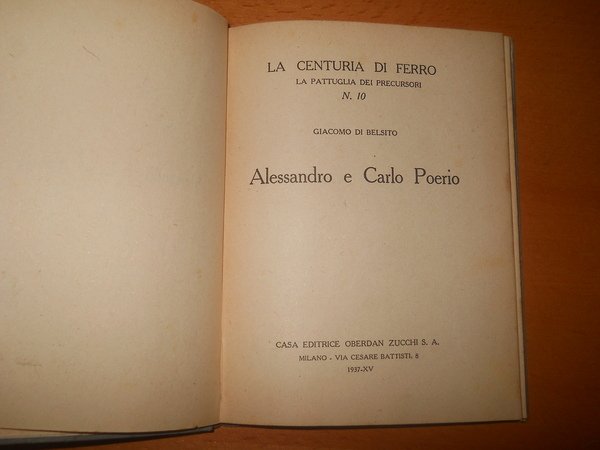 LA CENTURIA DI FERRO
LA PATTUGLIA DEI PRECURSORI
N. 10
GIACOMO DI BELSITO
Alessandro e Carlo Poerio
CASA EDITRICE OBERDAN ZUCCHI S. A.
MILANO - VIA CESARE BATTISTI, 8
1937-XV